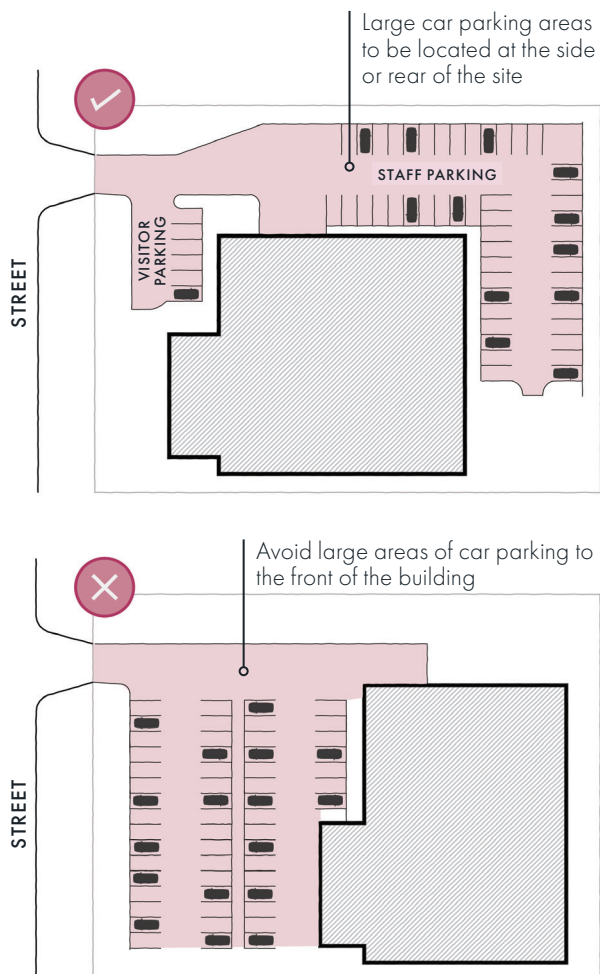 Large car parking areas
to be located at the side
or rear of the site
STAFF PARKING
VISITOR
PARKING
STREET
Avoid large areas of car parking to
the front of the building
STREET